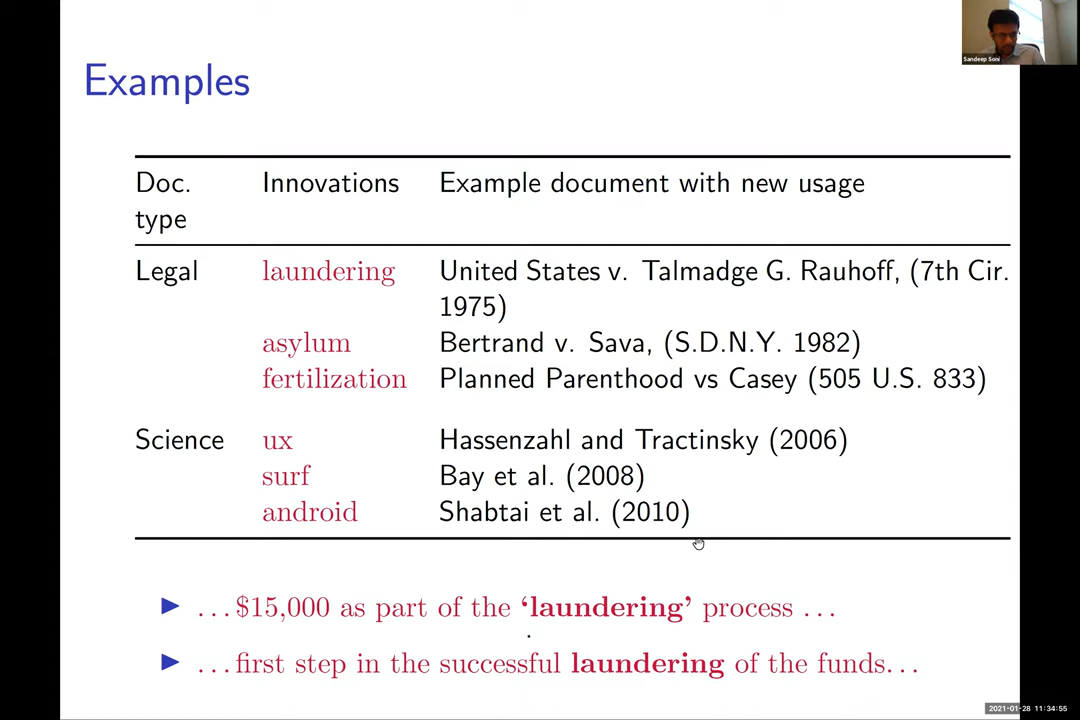 Sandeep Soni
Examples
Doc. type Innovations Example document with new usage
Legal laundering United States v. Talmadge G. Rauhoff, (7th Cir. 1975)
asylum Bertrand v. Sava, (S.D.N.Y. 1982)
fertilization Planned Parenthood vs Casey (505 U.S. 833)
Science ux Hassenzahl and Tractinsky (2006)
surf Bay et al. (2008)
android Shabtai et al. (2010)
▶ ...$15,000 as part of the ‘laundering’ process ...
▶ ...first step in the successful laundering of the funds...
2021-01-28 11:34:55